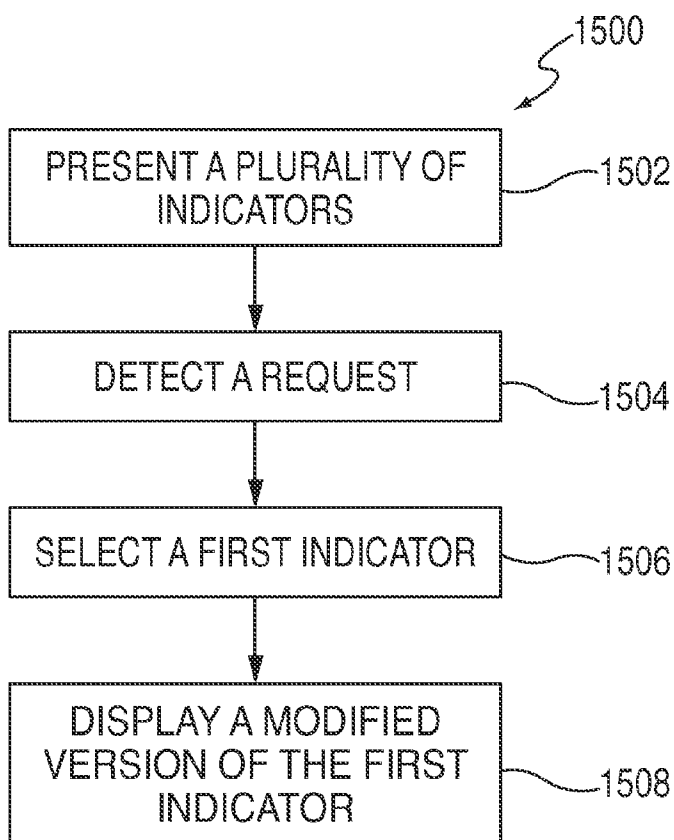 1500
PRESENT A PLURALITY OF
INDICATORS
1502
DETECT A REQUEST
1504
SELECT A FIRST INDICATOR
1506
DISPLAY A MODIFIED
VERSION OF THE FIRST
INDICATOR
1508